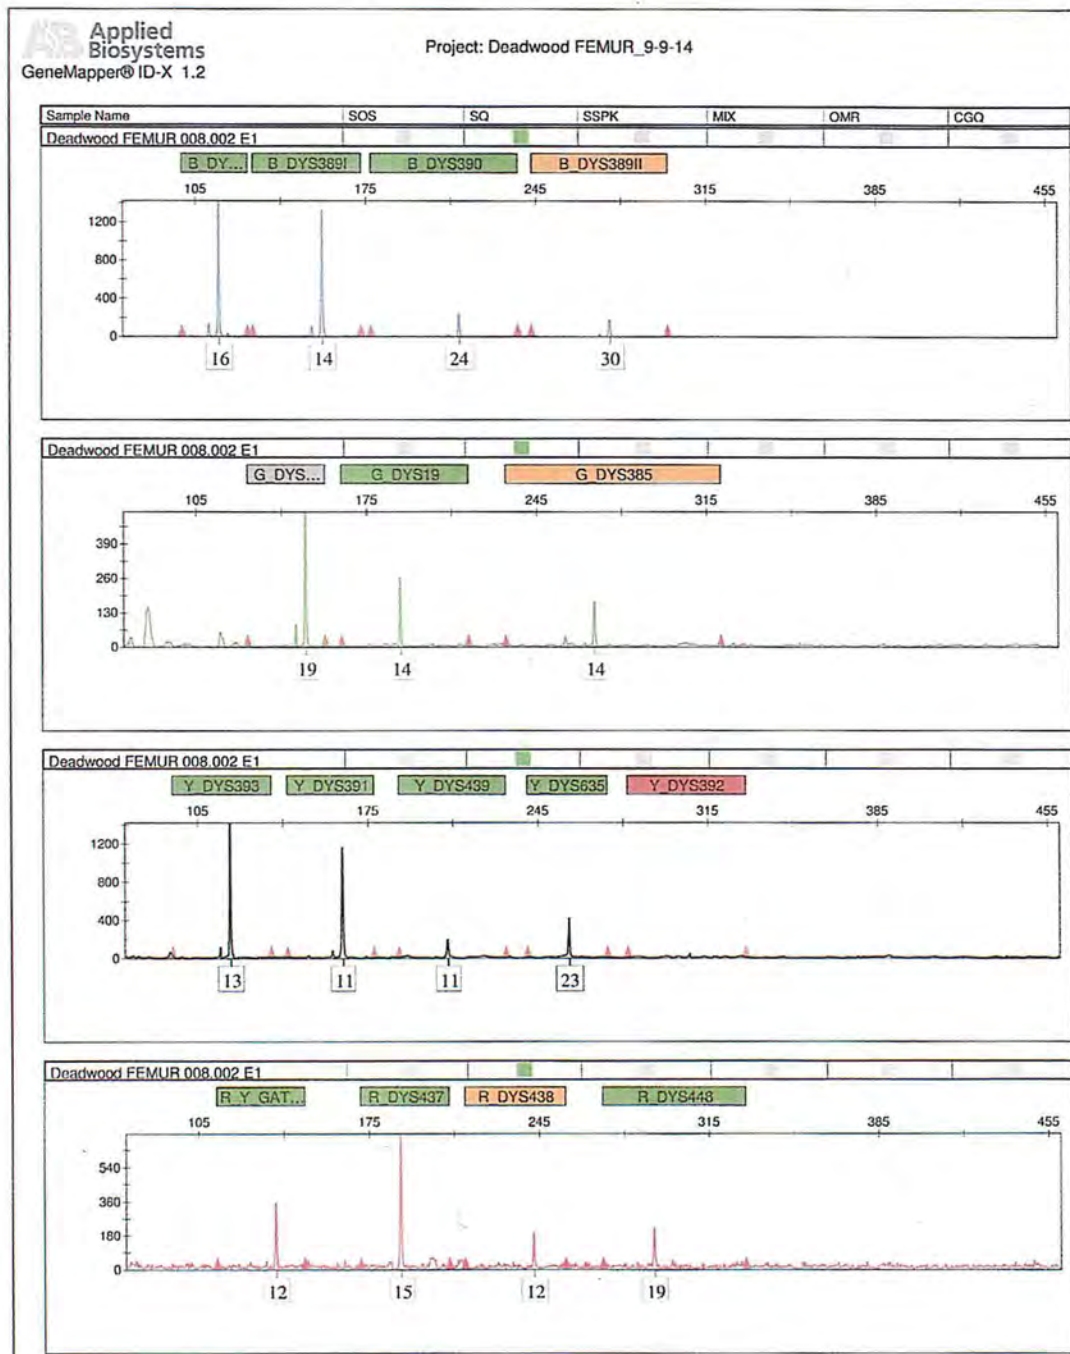 AB Applied
Biosystems
GeneMapper® ID-X 1.2
Project: Deadwood FEMUR_9-9-14
Sample Name SOS SQ SSPK MIX OMR CGQ
Deadwood FEMUR 008.002 E1
B_DY... B_DYS389I B_DYS390 B_DYS389II
105 175 245 315 385 455
1200
800
400
0
16 14 24 30
Deadwood FEMUR 008.002 E1
G_DYS... G_DYS19 G_DYS385
105 175 245 315 385 455
390
260
130
0
19 14 14
Deadwood FEMUR 008.002 E1
Y_DYS393 Y_DYS391 Y_DYS439 Y_DYS635 Y_DYS392
105 175 245 315 385 455
1200
800
400
0
13 11 11 23
Deadwood FEMUR 008.002 E1
R_Y_GAT... R_DYS437 R_DYS438 R_DYS448
105 175 245 315 385 455
540
360
180
0
12 15 12 19